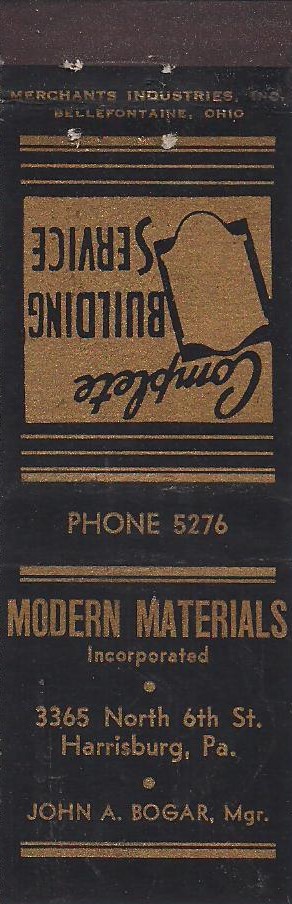 MERCHANTS INDUSTRIES, INC.
BELLEFONTAINE, OHIO
Complete
BUILDING
SERVICE
PHONE 5276
MODERN MATERIALS
Incorporated
3365 North 6th St.
Harrisburg, Pa.
JOHN A. BOGAR, Mgr.